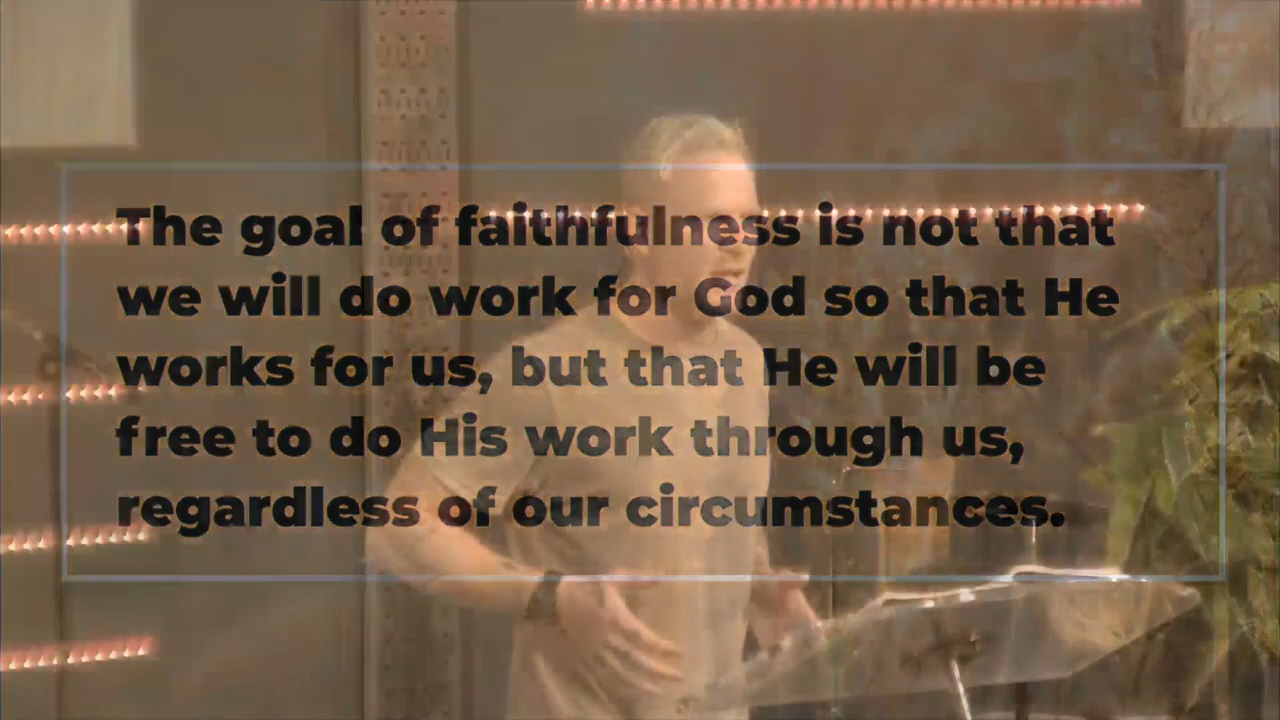 The goal of faithfulness is not that
we will do work for God so that He
works for us, but that He will be
free to do His work through us,
regardless of our circumstances.